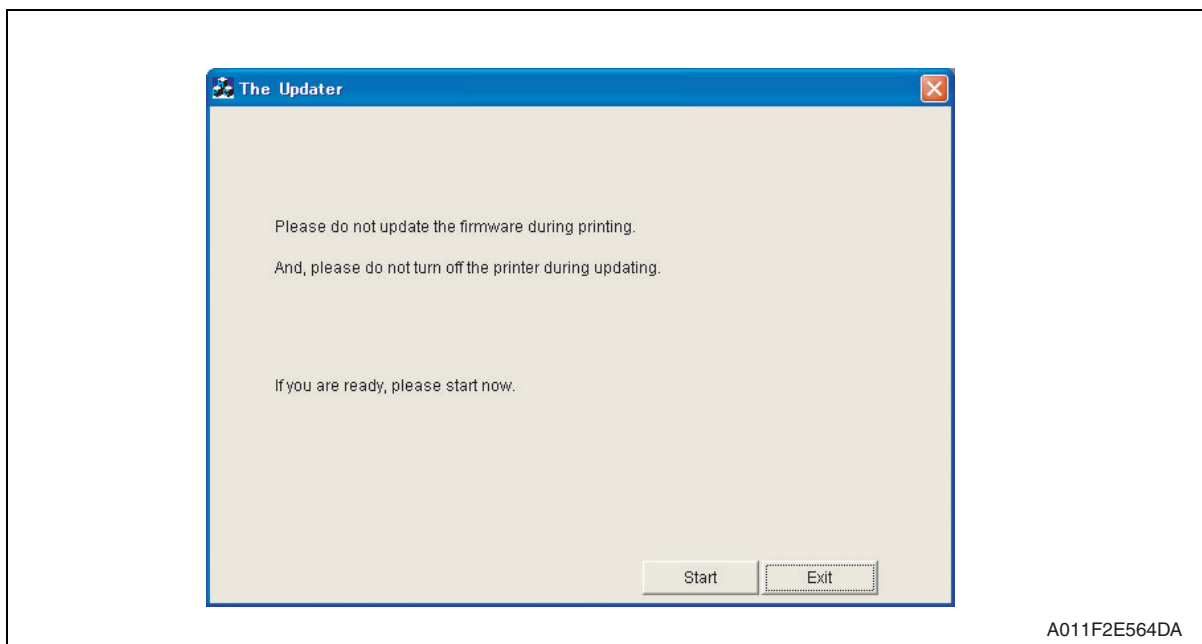 The Updater
Please do not update the firmware during printing.
And, please do not turn off the printer during updating.
If you are ready, please start now.
Start Exit
A011F2E564DA